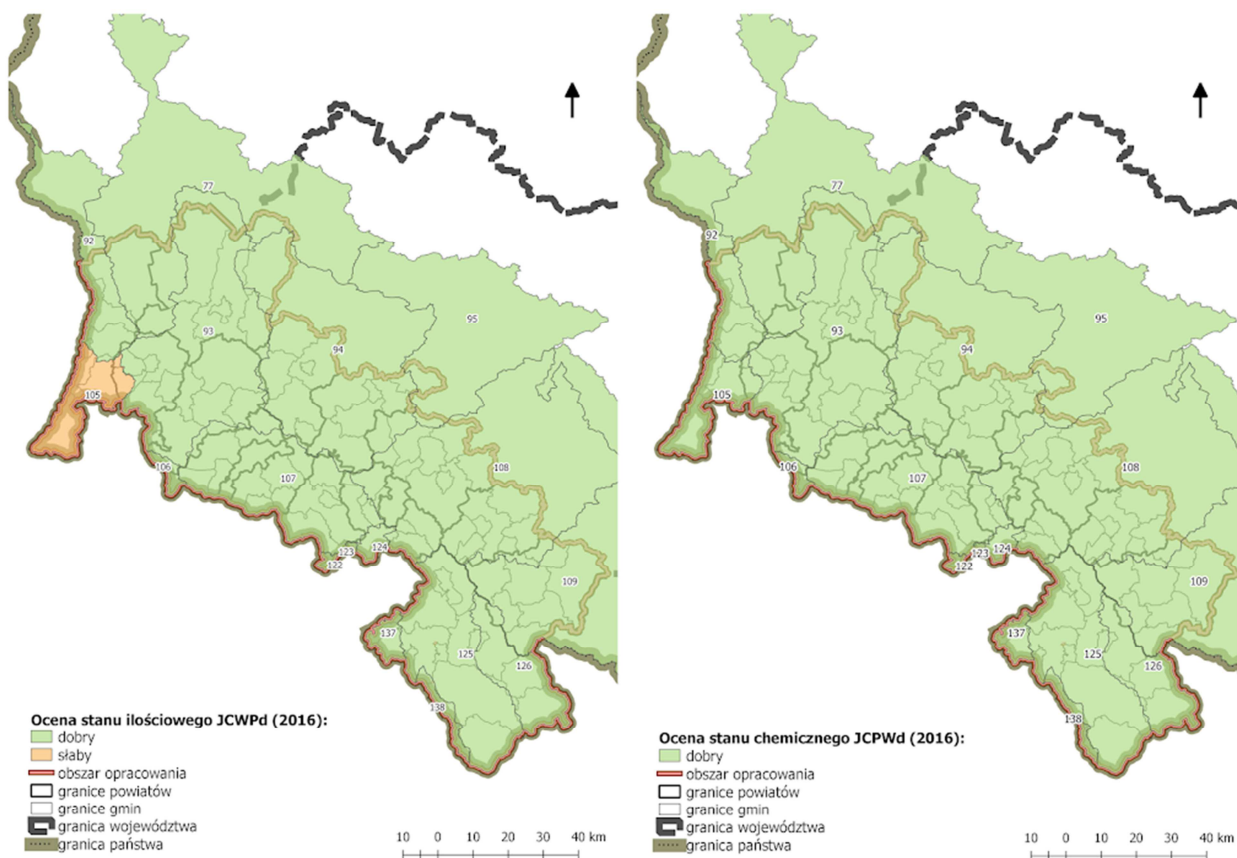 77
92
93
95
94
105
108
106
107
123
124
122
109
137
125
126
138
Ocena stanu ilościowego JCWPd (2016):
dobry
słaby
obszar opracowania
granice powiatów
granice gmin
granica województwa
granica państwa
10 0 10 20 30 40 km
77
92
93
95
94
105
108
106
107
123
124
122
109
137
125
126
138
Ocena stanu chemicznego JCPWd (2016):
dobry
obszar opracowania
granice powiatów
granice gmin
granica województwa
granica państwa
10 0 10 20 30 40 km